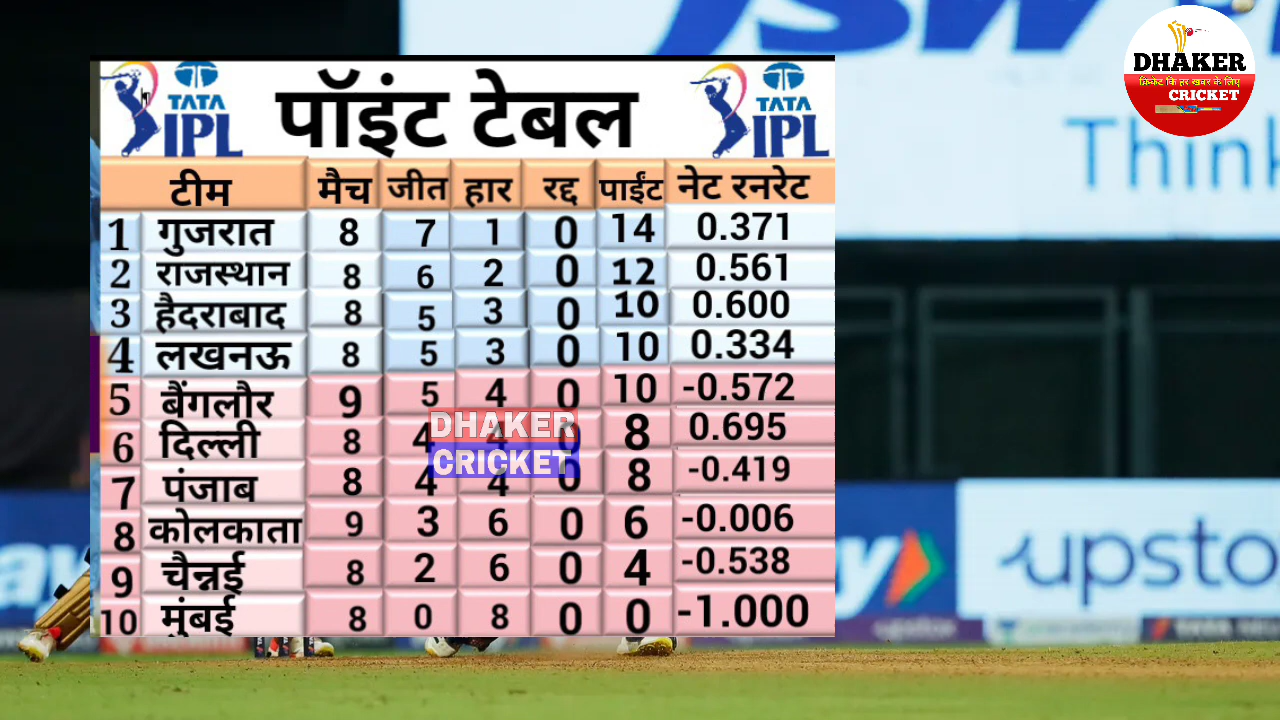 JSW
DHAKER
क्रिकेट कि हर खबर के लिए
CRICKET
Think
TATA
IPL
पॉइंट टेबल
TATA
IPL
टीम मैच जीत हार रद्द पाईंट नेट रनरेट
1 गुजरात 8 7 1 0 14 0.371
2 राजस्थान 8 6 2 0 12 0.561
3 हैदराबाद 8 5 3 0 10 0.600
4 लखनऊ 8 5 3 0 10 0.334
5 बैंगलौर 9 5 4 0 10 -0.572
6 दिल्ली 8 4 4 0 8 0.695
7 पंजाब 8 4 4 0 8 -0.419
8 कोलकाता 9 3 6 0 6 -0.006
9 चैन्नई 8 2 6 0 4 -0.538
10 मुंबई 8 0 8 0 0 -1.000
DHAKER
CRICKET
ay
y
upsto